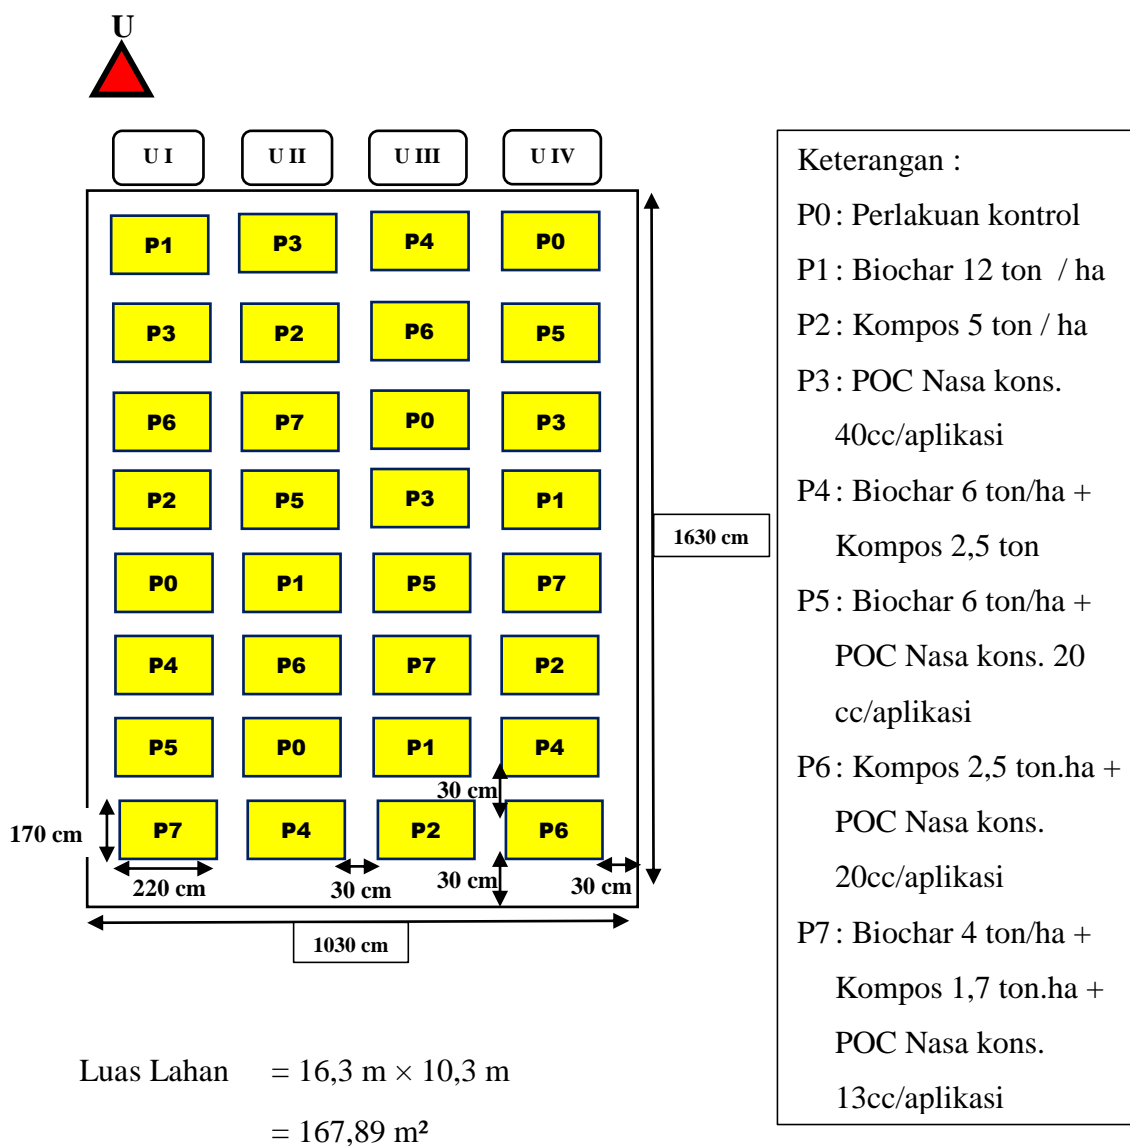 U
U I U II U III U IV
P1 P3 P4 P0
P3 P2 P6 P5
P6 P7 P0 P3
P2 P5 P3 P1
P0 P1 P5 P7
P4 P6 P7 P2
P5 P0 P1 P4
30 cm
P7 P4 P2 P6
170 cm
220 cm 30 cm 30 cm 30 cm
1030 cm
1630 cm
Keterangan :
P0 : Perlakuan kontrol
P1 : Biochar 12 ton / ha
P2 : Kompos 5 ton / ha
P3 : POC Nasa kons.
40cc/aplikasi
P4 : Biochar 6 ton/ha +
Kompos 2,5 ton
P5 : Biochar 6 ton/ha +
POC Nasa kons. 20
cc/aplikasi
P6 : Kompos 2,5 ton.ha +
POC Nasa kons.
20cc/aplikasi
P7 : Biochar 4 ton/ha +
Kompos 1,7 ton.ha +
POC Nasa kons.
13cc/aplikasi
Luas Lahan = 16,3 m × 10,3 m
= 167,89 m²